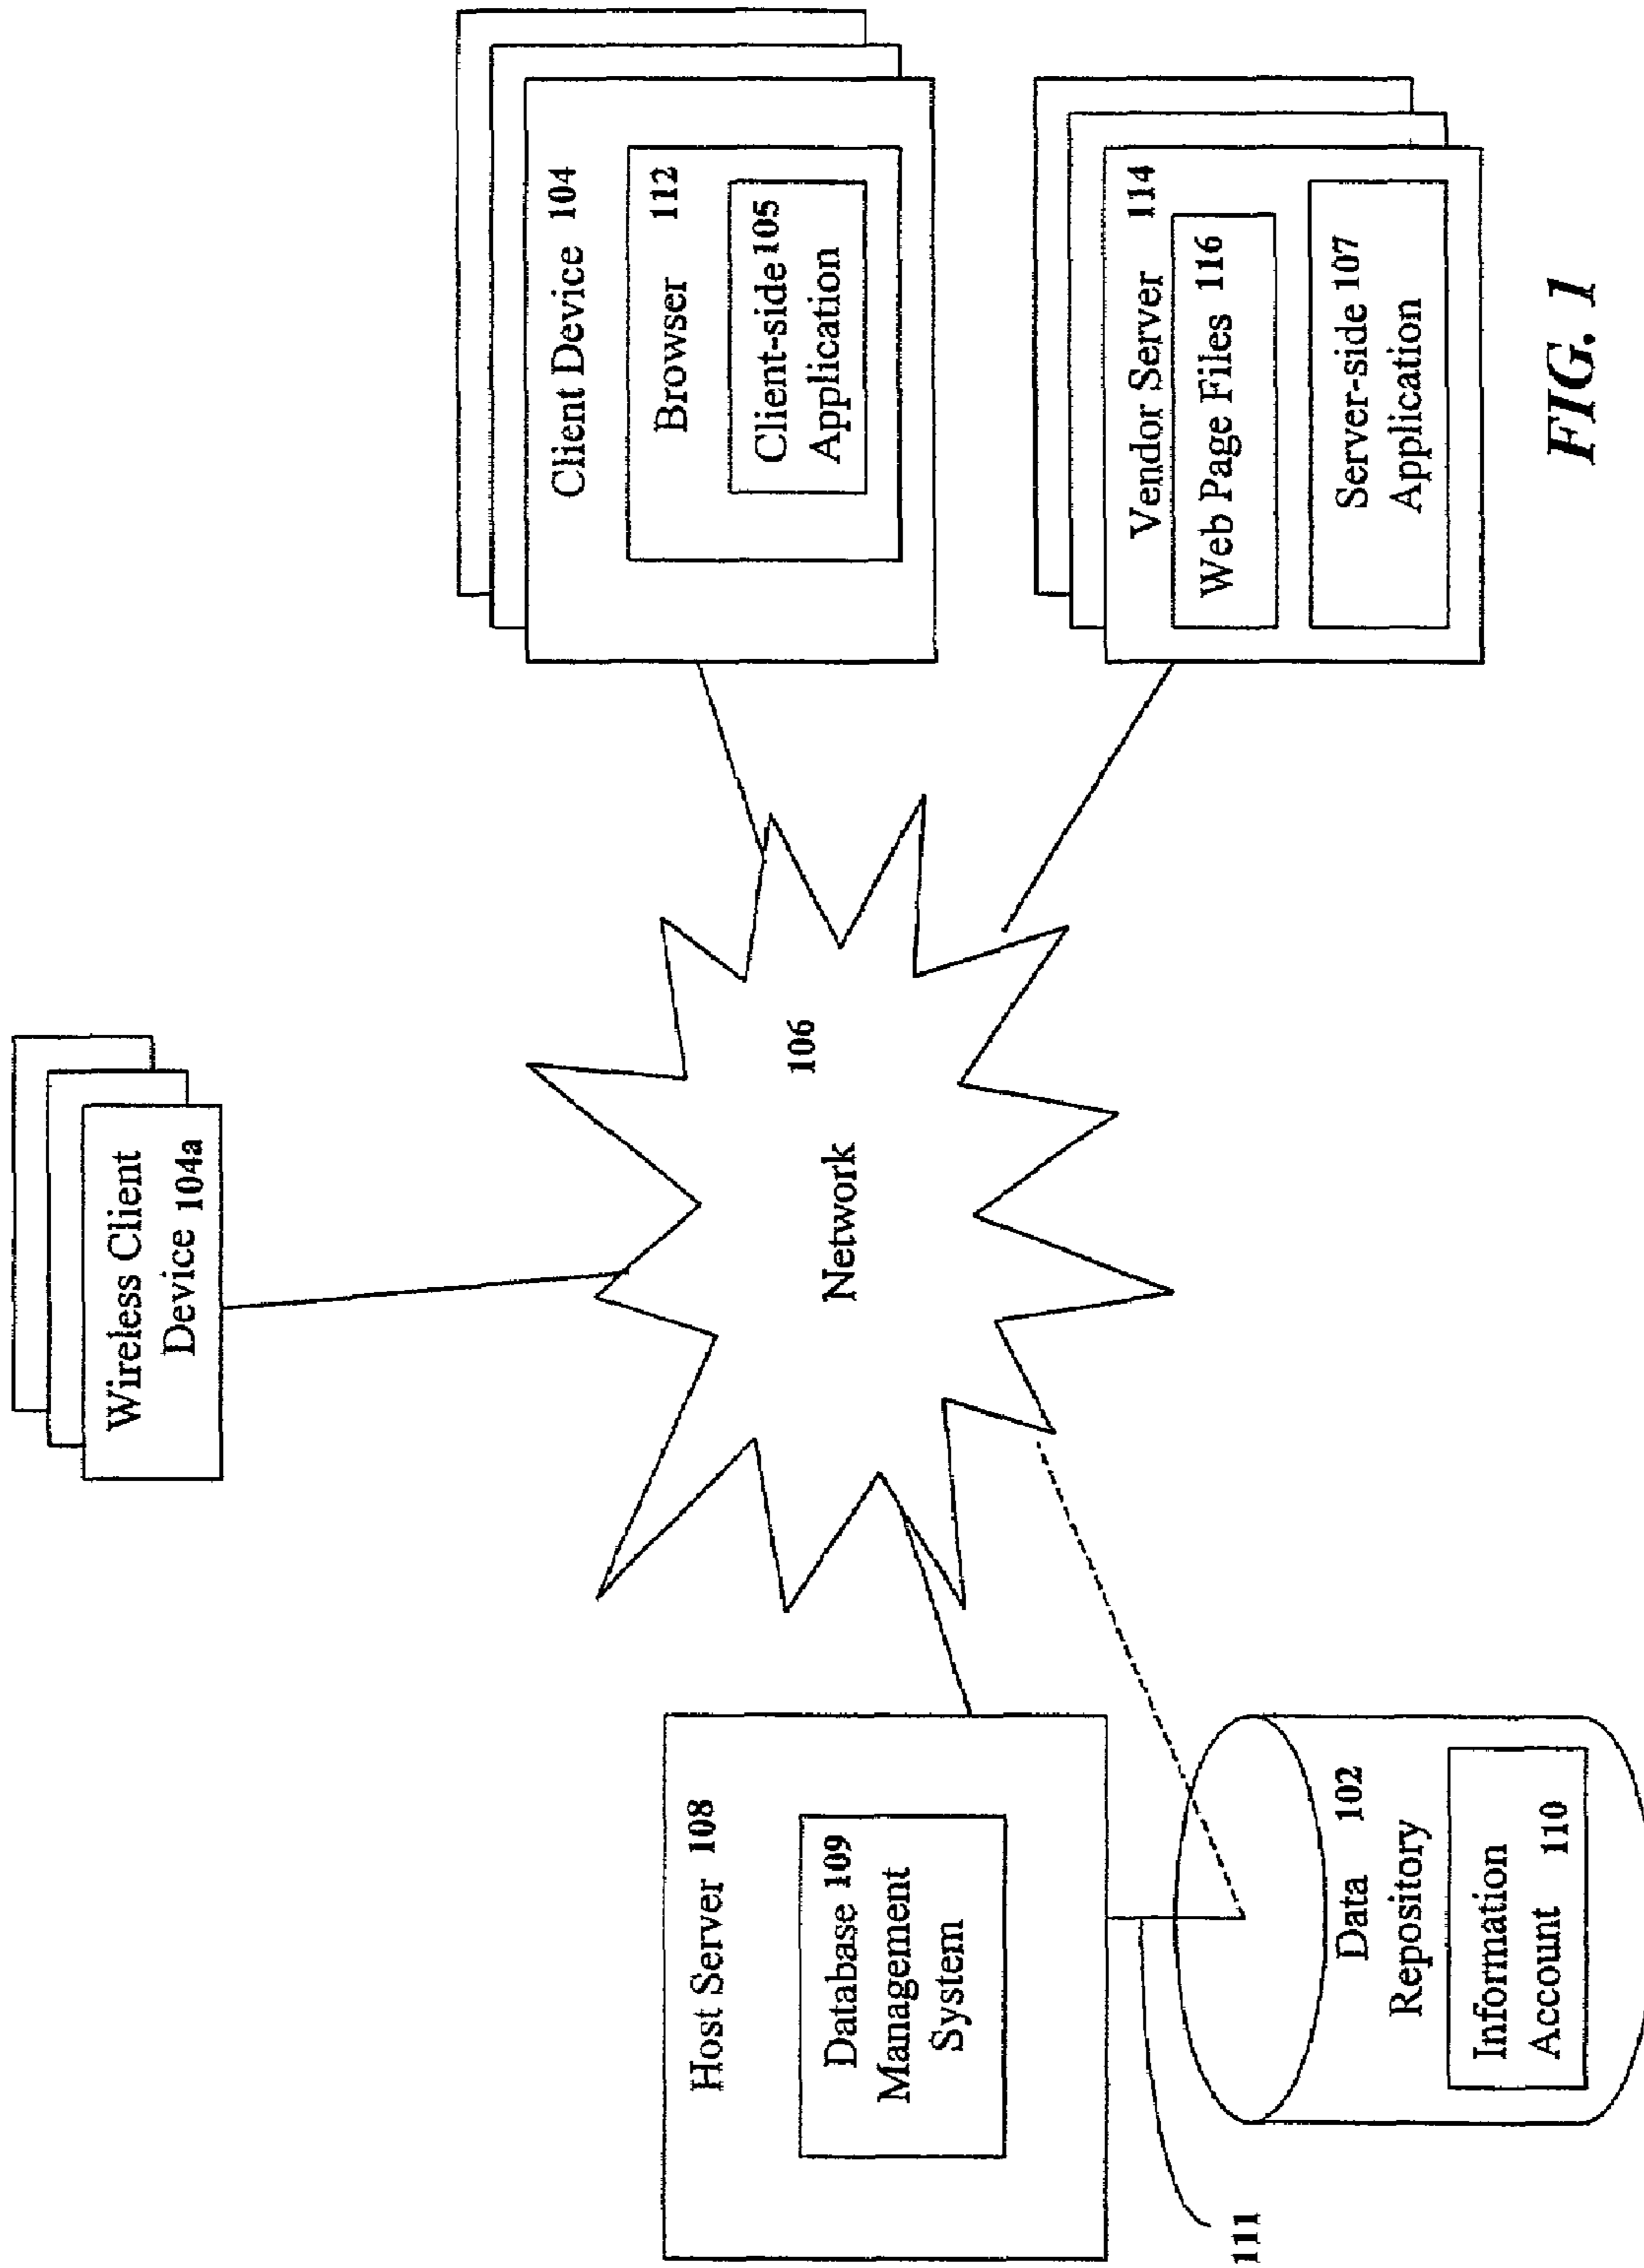 Wireless Client
Device 104a
Host Server 108
Database 109
Management
System
Network
106
Client Device 104
Browser 112
Client-side 105
Application
111
Data 102
Repository
Information
Account 110
Vendor Server 114
Web Page Files 116
Server-side 107
Application
FIG. 1